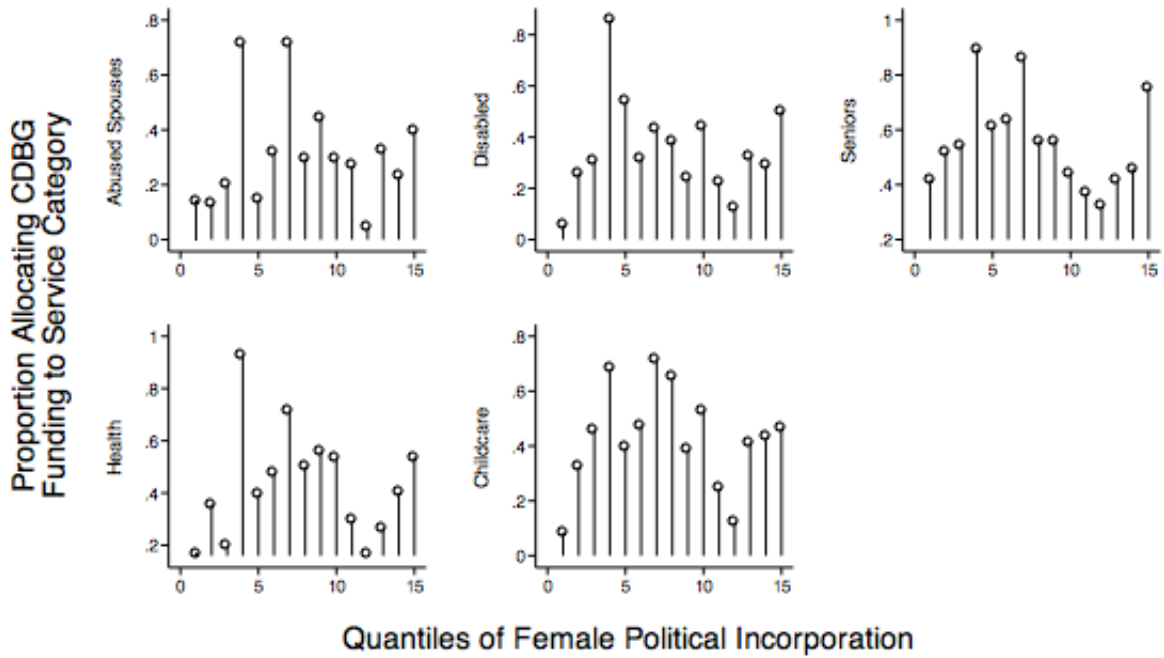 Proportion Allocating CDBG
Funding to Service Category
Abused Spouses
.8
.6
.4
.2
0
0 5 10 15
Disabled
.8
.6
.4
.2
0
0 5 10 15
Seniors
1
.8
.6
.4
.2
0 5 10 15
Health
1
.8
.6
.4
.2
0 5 10 15
Childcare
.8
.6
.4
.2
0
0 5 10 15
Quantiles of Female Political Incorporation